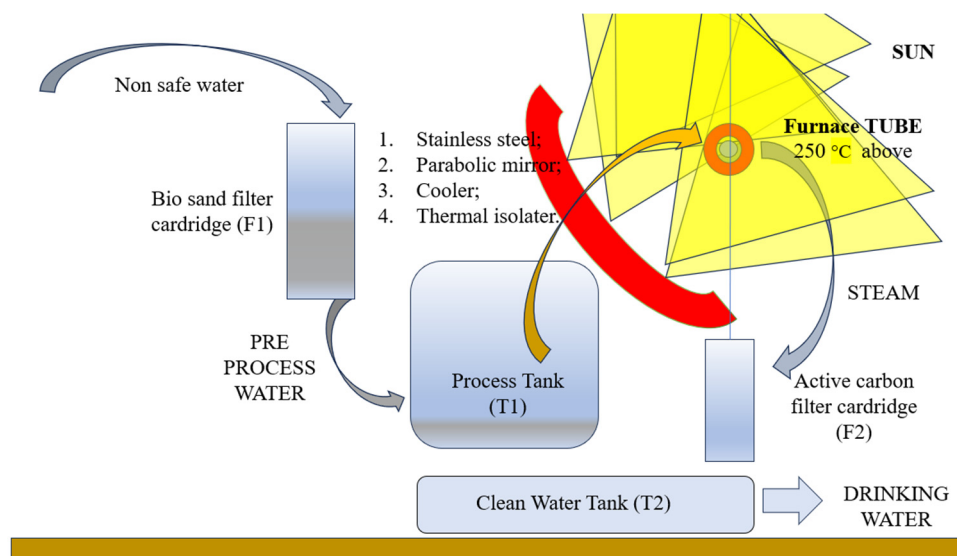 Non safe water
Bio sand filter
cardridge (F1)
1. Stainless steel;
2. Parabolic mirror;
3. Cooler;
4. Thermal isolater.
SUN
Furnace TUBE
250 °C above
PRE
PROCESS
WATER
Process Tank
(T1)
STEAM
Active carbon
filter cardridge
(F2)
Clean Water Tank (T2)
DRINKING
WATER